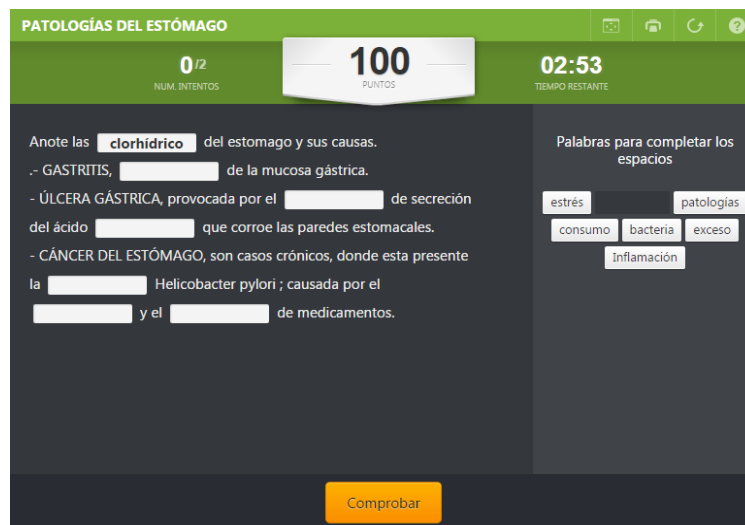 PATOLOGÍAS DEL ESTÓMAGO
0/2
NUM. INTENTOS
100
PUNTOS
02:53
TIEMPO RESTANTE
Anote las clorhídrico del estomago y sus causas.
.- GASTRITIS, de la mucosa gástrica.
- ÚLCERA GÁSTRICA, provocada por el de secreción
del ácido que corroe las paredes estomacales.
- CÁNCER DEL ESTÓMAGO, son casos crónicos, donde esta presente
la Helicobacter pylori ; causada por el
y el de medicamentos.
Palabras para completar los
espacios
estrés patologías
consumo bacteria exceso
Inflamación
Comprobar